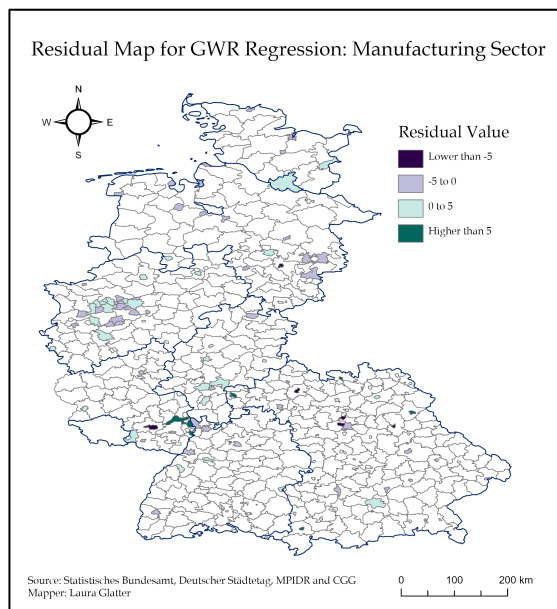 Residual Map for GWR Regression: Manufacturing Sector
N
W E
S
Residual Value
Lower than -5
-5 to 0
0 to 5
Higher than 5
Source: Statistisches Bundesamt, Deutscher Städtetag, MPIDR and CGG
Mapper: Laura Glatter
0 100 200 km